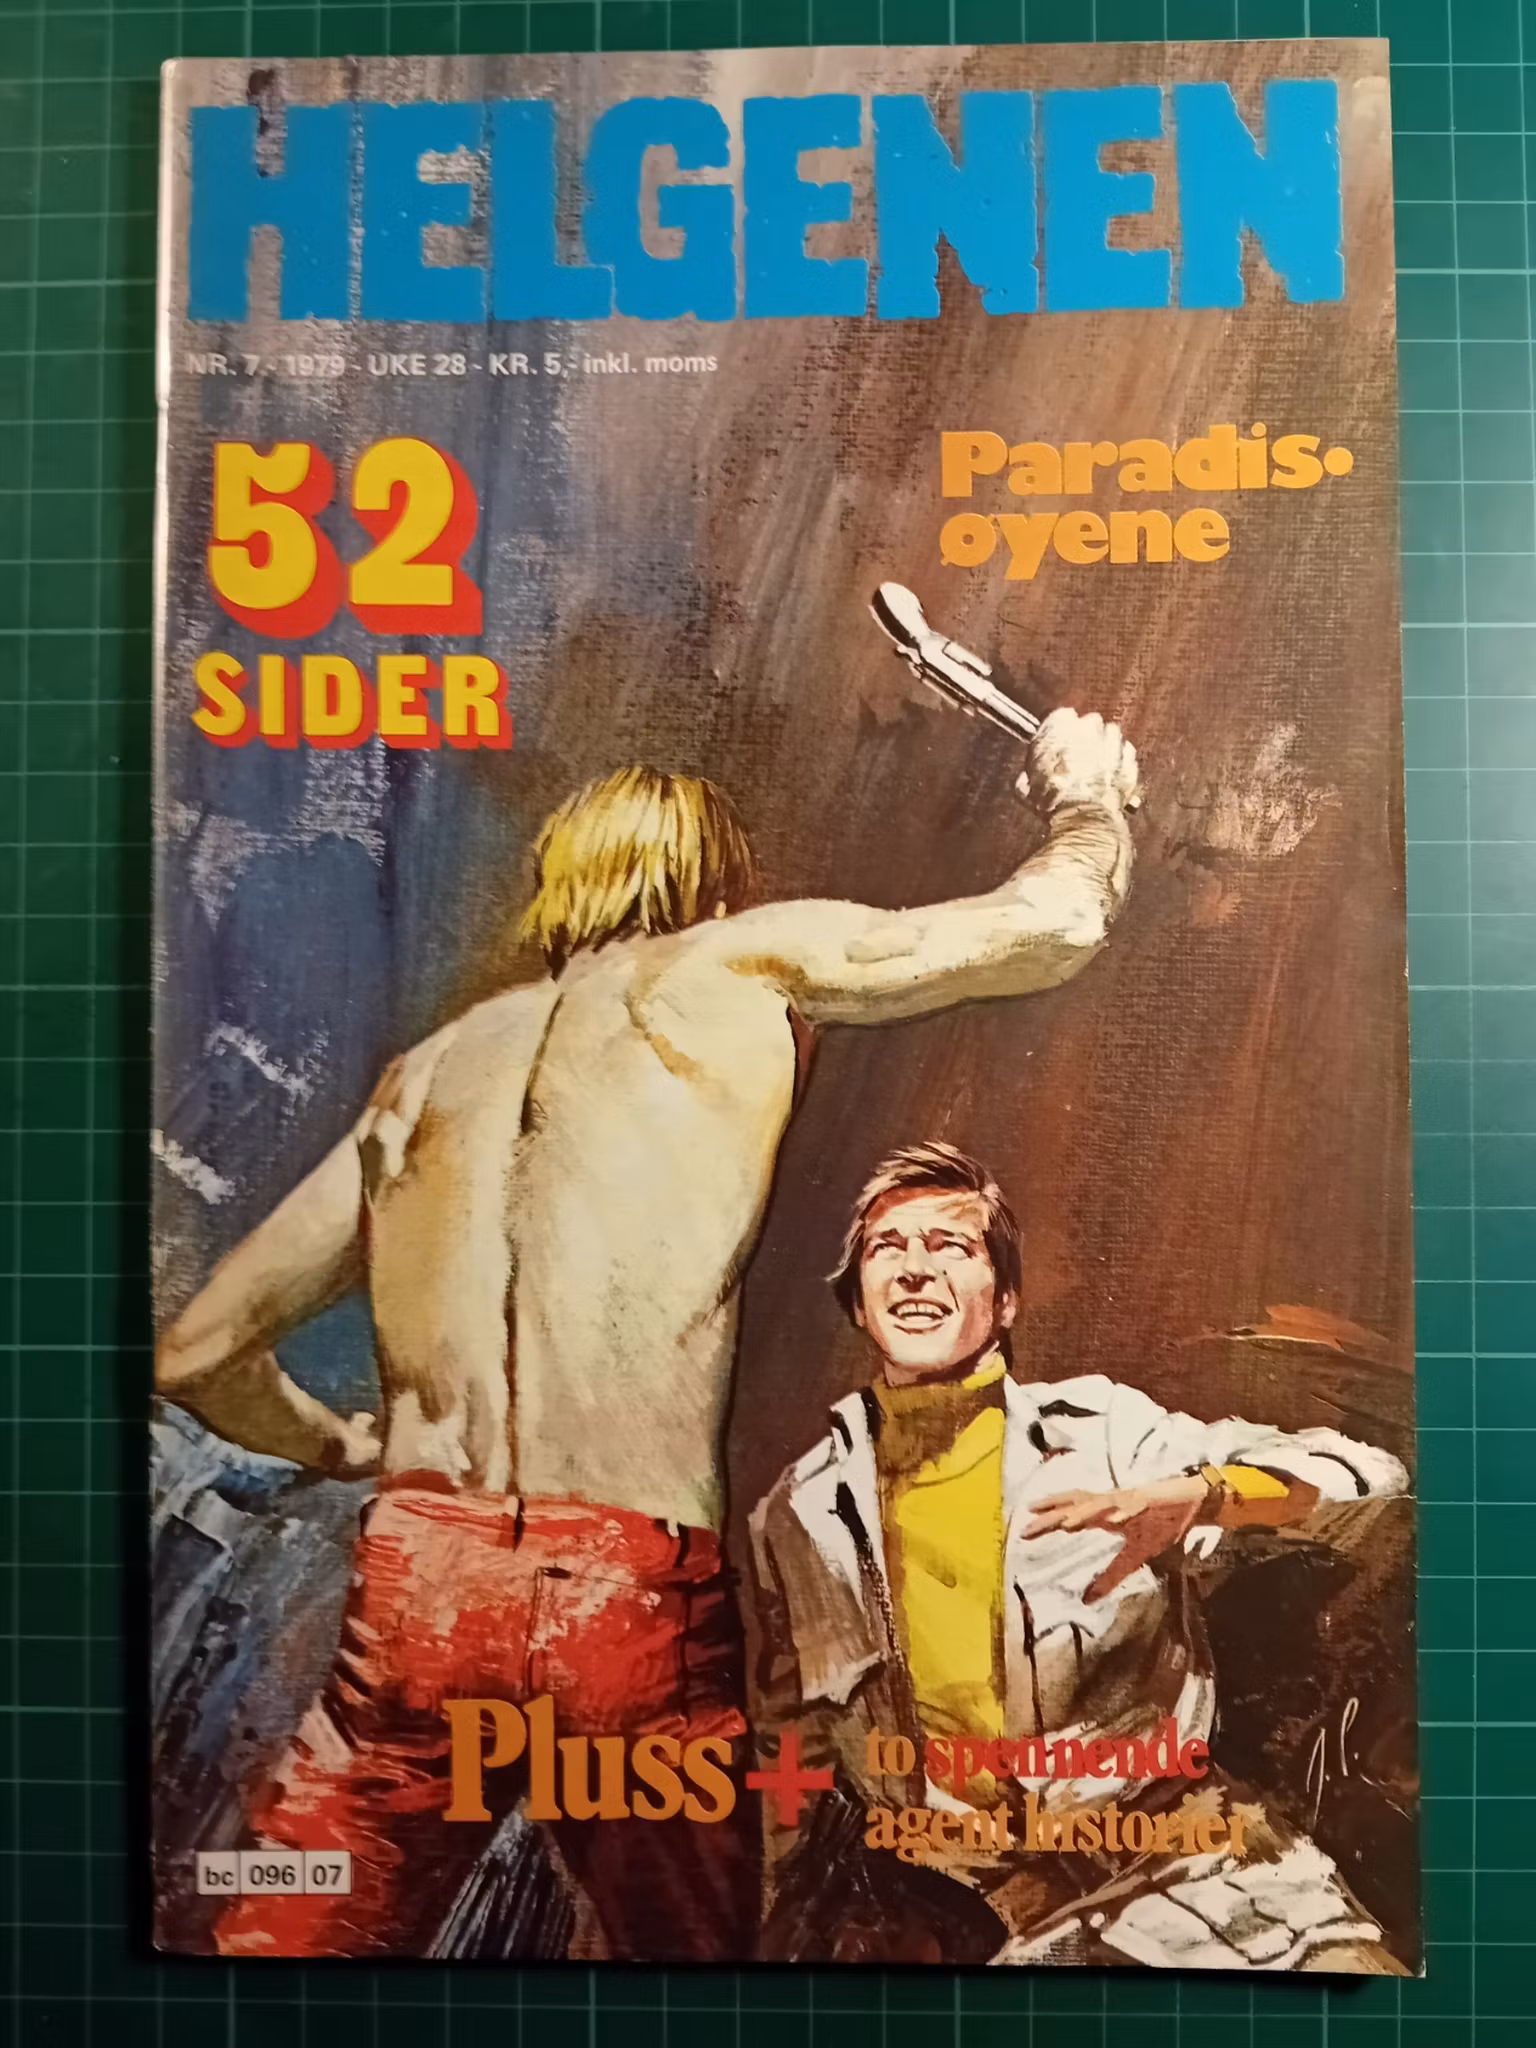 HELGENEN
NR. 7.- 1979 - UKE 28 - KR. 5,- inkl. moms
52
SIDER
Paradis•
øyene
Pluss +
to spennende
agent historier
J.P.
bc 096 07